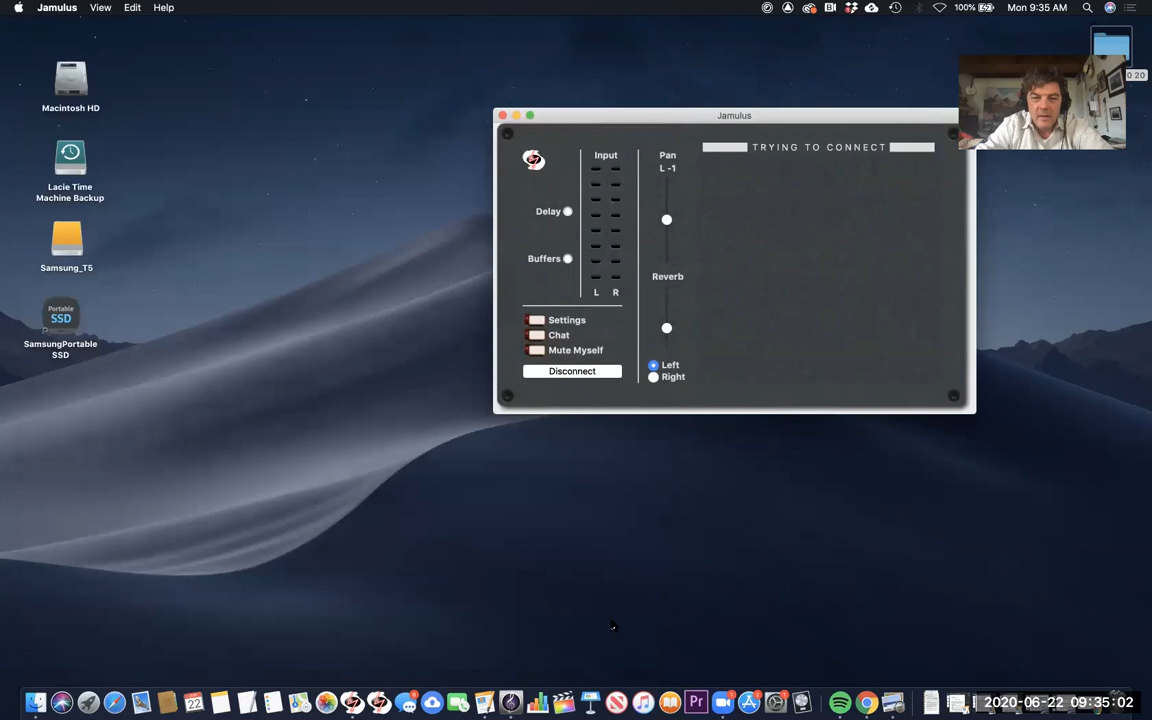 Jamulus View Edit Help
100% Mon 9:35 AM
0 20
Macintosh HD
Lacie Time
Machine Backup
Samsung_T5
Portable
SSD
SamsungPortable
SSD
Jamulus
Input
Pan
L -1
TRYING TO CONNECT
Delay
Buffers
Reverb
L R
Settings
Chat
Mute Myself
Disconnect
Left
Right
22
Pr
2020-06-22 09:35:02